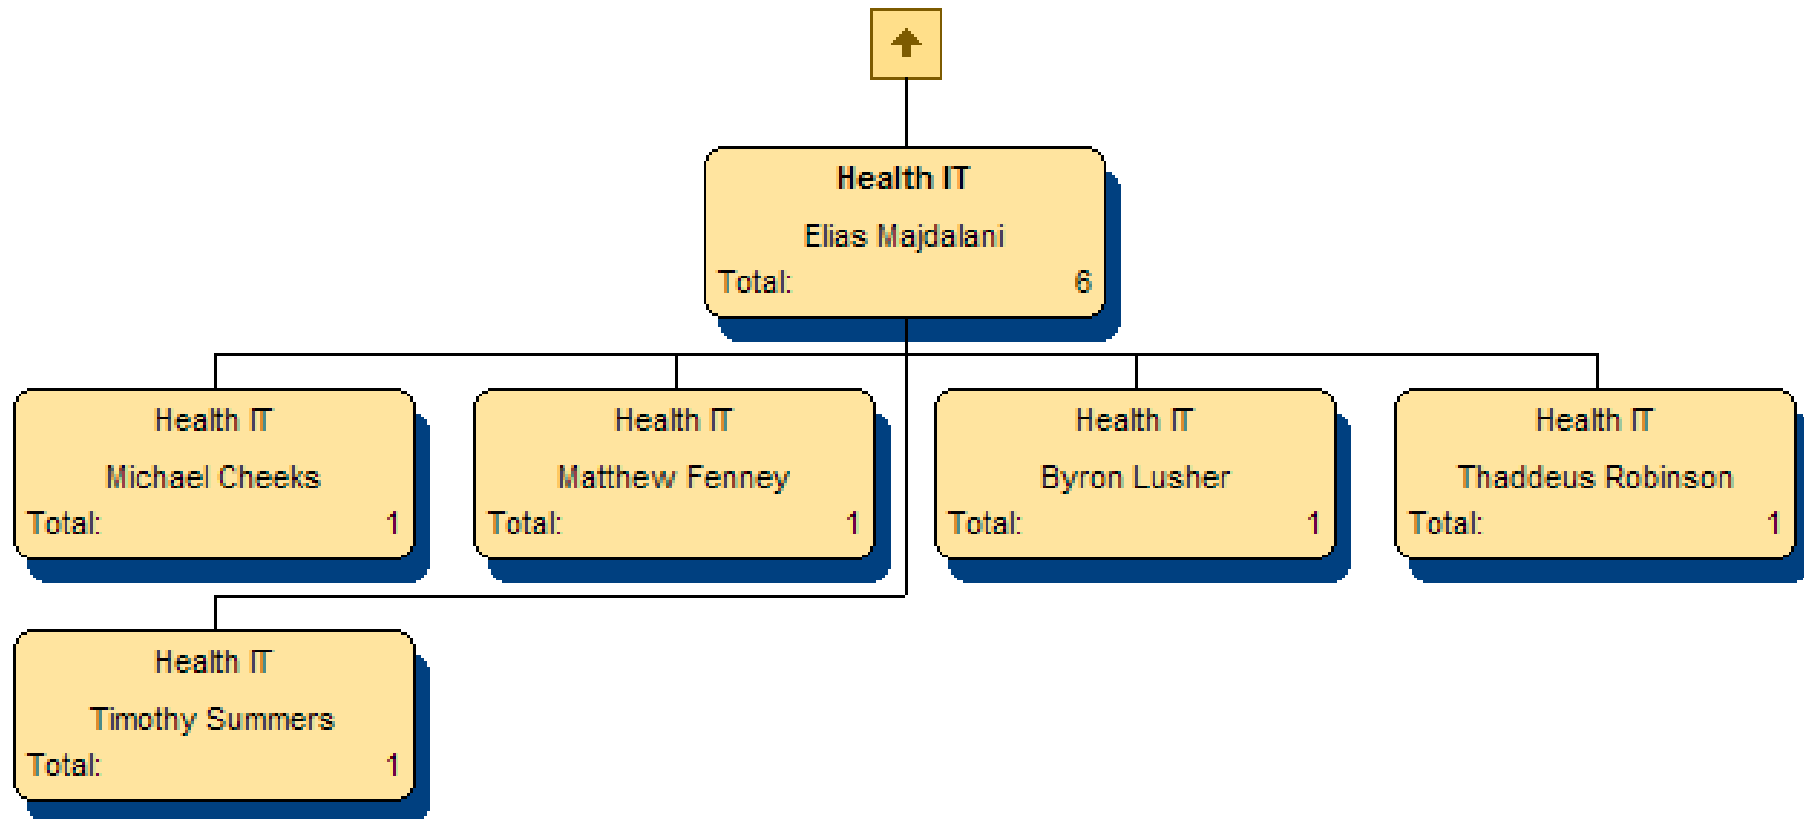 Health IT
Elias Majdalani
Total: 6
Health IT
Michael Cheeks
Total: 1
Health IT
Matthew Fenney
Total: 1
Health IT
Byron Lusher
Total: 1
Health IT
Thaddeus Robinson
Total: 1
Health IT
Timothy Summers
Total: 1